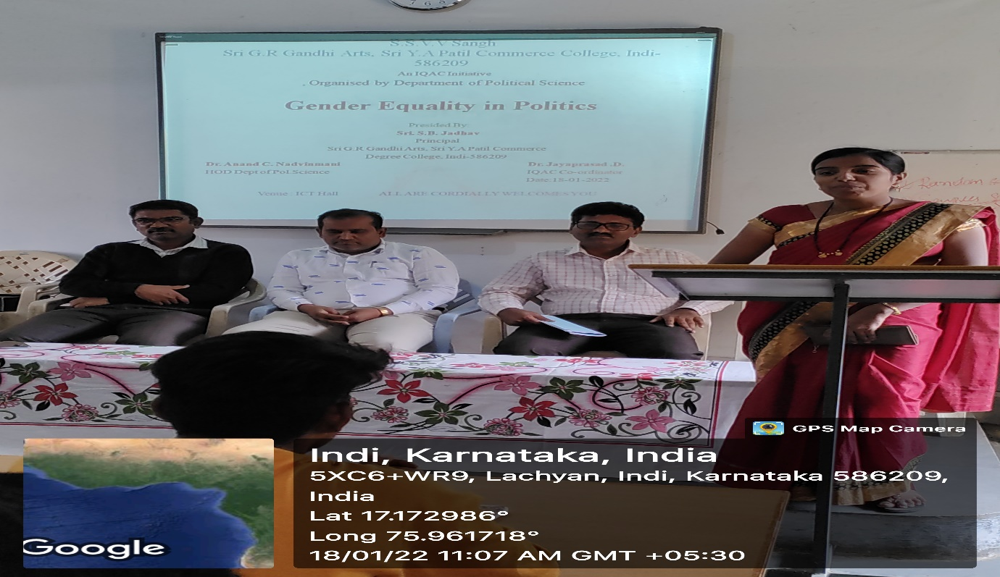 S.S.V.V Sangh
Sri G.R Gandhi Arts, Sri Y.A Patil Commerce College, Indi-
586209
An IQAC Initiative
, Organised by Department of Political Science
Gender Equality in Politics
Presided By
Sri. S.B. Jadhav
Principal
Sri G.R Gandhi Arts, Sri Y.A Patil Commerce
Degree College, Indi-586209
Dr. Anand C. Nadvinmani Dr. Jayaprasad .D.
HOD Dept of Pol. Science IQAC Co-ordinator
Date:18-01-2022
Venue : ICT Hall ALL ARE CORDIALLY WELCOMES YOU
Random
GPS Map Camera
Indi, Karnataka, India
5XC6+WR9, Lachyan, Indi, Karnataka 586209,
India
Lat 17.172986°
Long 75.961718°
18/01/22 11:07 AM GMT +05:30
Google